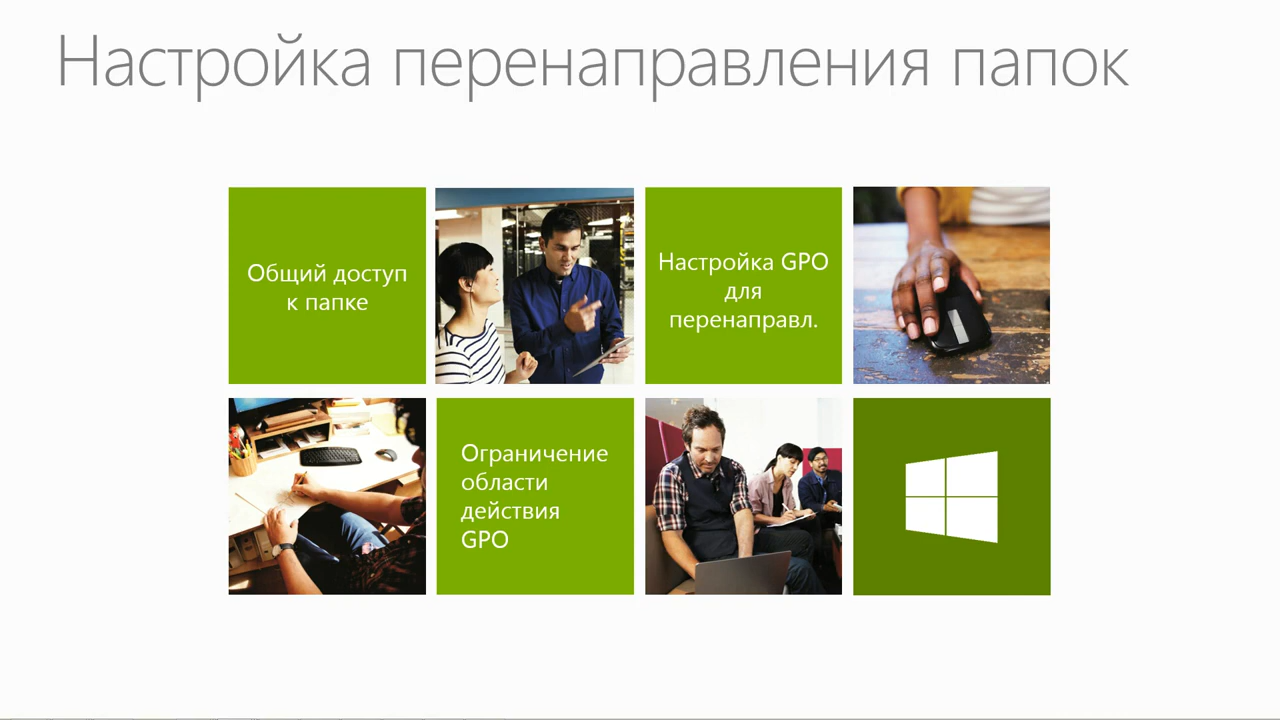 Настройка перенаправления папок
Общий доступ
к папке
Настройка GPO
для
перенаправл.
Ограничение
области
действия
GPO